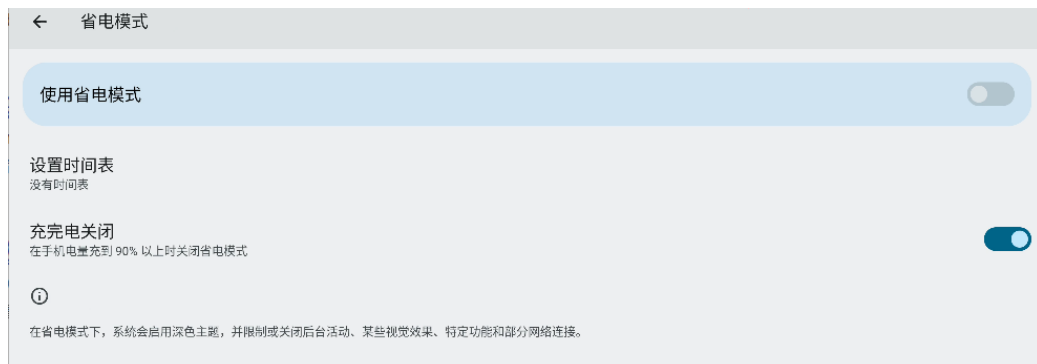 省电模式
使用省电模式
设置时间表
没有时间表
充完电关闭
在手机电量充到 90% 以上时关闭省电模式
在省电模式下，系统会启用深色主题，并限制或关闭后台活动、某些视觉效果、特定功能和部分网络连接。